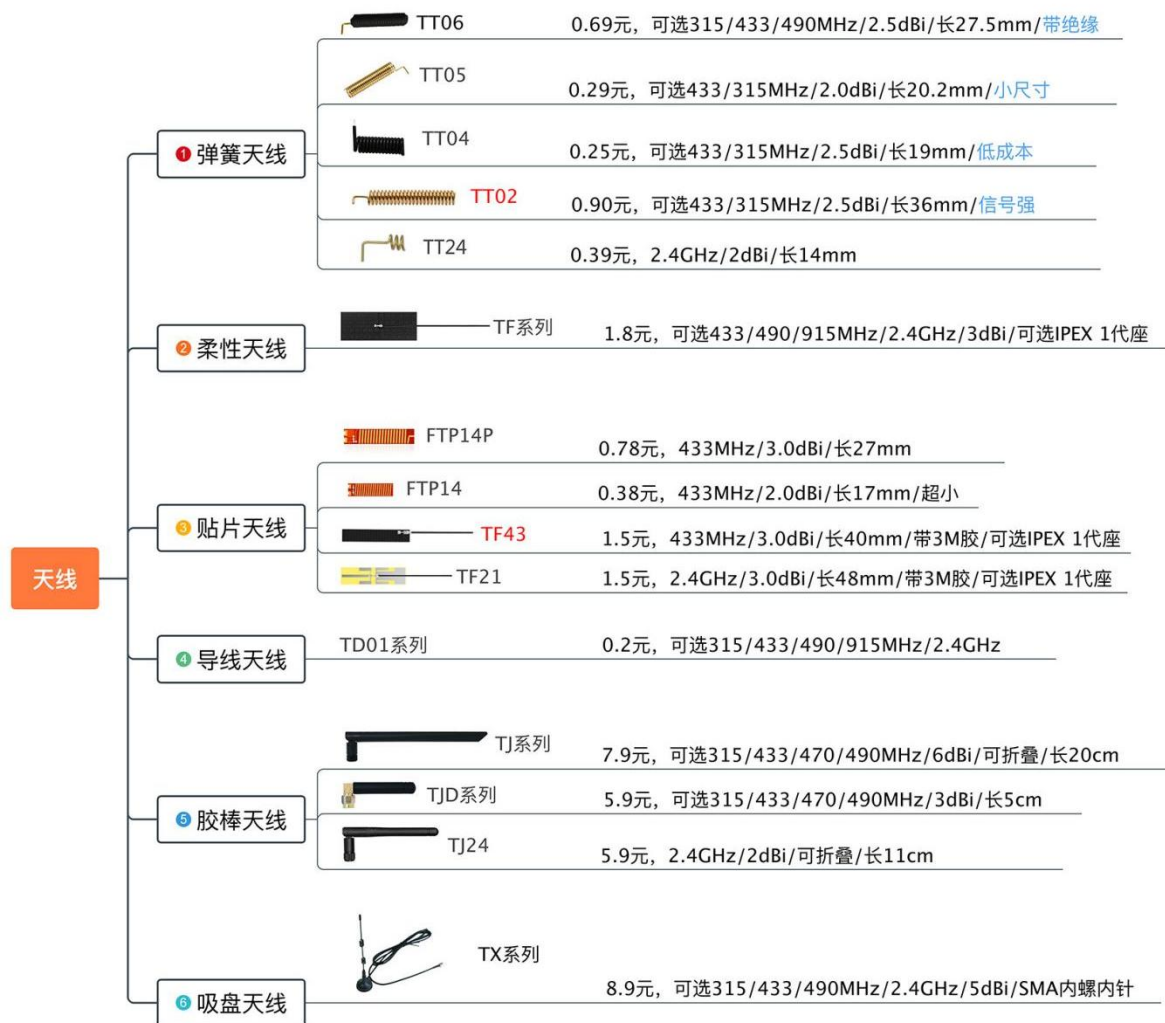 天线
1 弹簧天线
TT06
0.69元，可选315/433/490MHz/2.5dBi/长27.5mm/带绝缘
TT05
0.29元，可选433/315MHz/2.0dBi/长20.2mm/小尺寸
TT04
0.25元，可选433/315MHz/2.5dBi/长19mm/低成本
TT02
0.90元，可选433/315MHz/2.5dBi/长36mm/信号强
TT24
0.39元，2.4GHz/2dBi/长14mm
2 柔性天线
TF系列
1.8元，可选433/490/915MHz/2.4GHz/3dBi/可选IPEX 1代座
3 贴片天线
FTP14P
0.78元，433MHz/3.0dBi/长27mm
FTP14
0.38元，433MHz/2.0dBi/长17mm/超小
TF43
1.5元，433MHz/3.0dBi/长40mm/带3M胶/可选IPEX 1代座
TF21
1.5元，2.4GHz/3.0dBi/长48mm/带3M胶/可选IPEX 1代座
4 导线天线
TD01系列
0.2元，可选315/433/490/915MHz/2.4GHz
5 胶棒天线
TJ系列
7.9元，可选315/433/470/490MHz/6dBi/可折叠/长20cm
TJD系列
5.9元，可选315/433/470/490MHz/3dBi/长5cm
TJ24
5.9元，2.4GHz/2dBi/可折叠/长11cm
6 吸盘天线
TX系列
8.9元，可选315/433/490MHz/2.4GHz/5dBi/SMA内螺内针